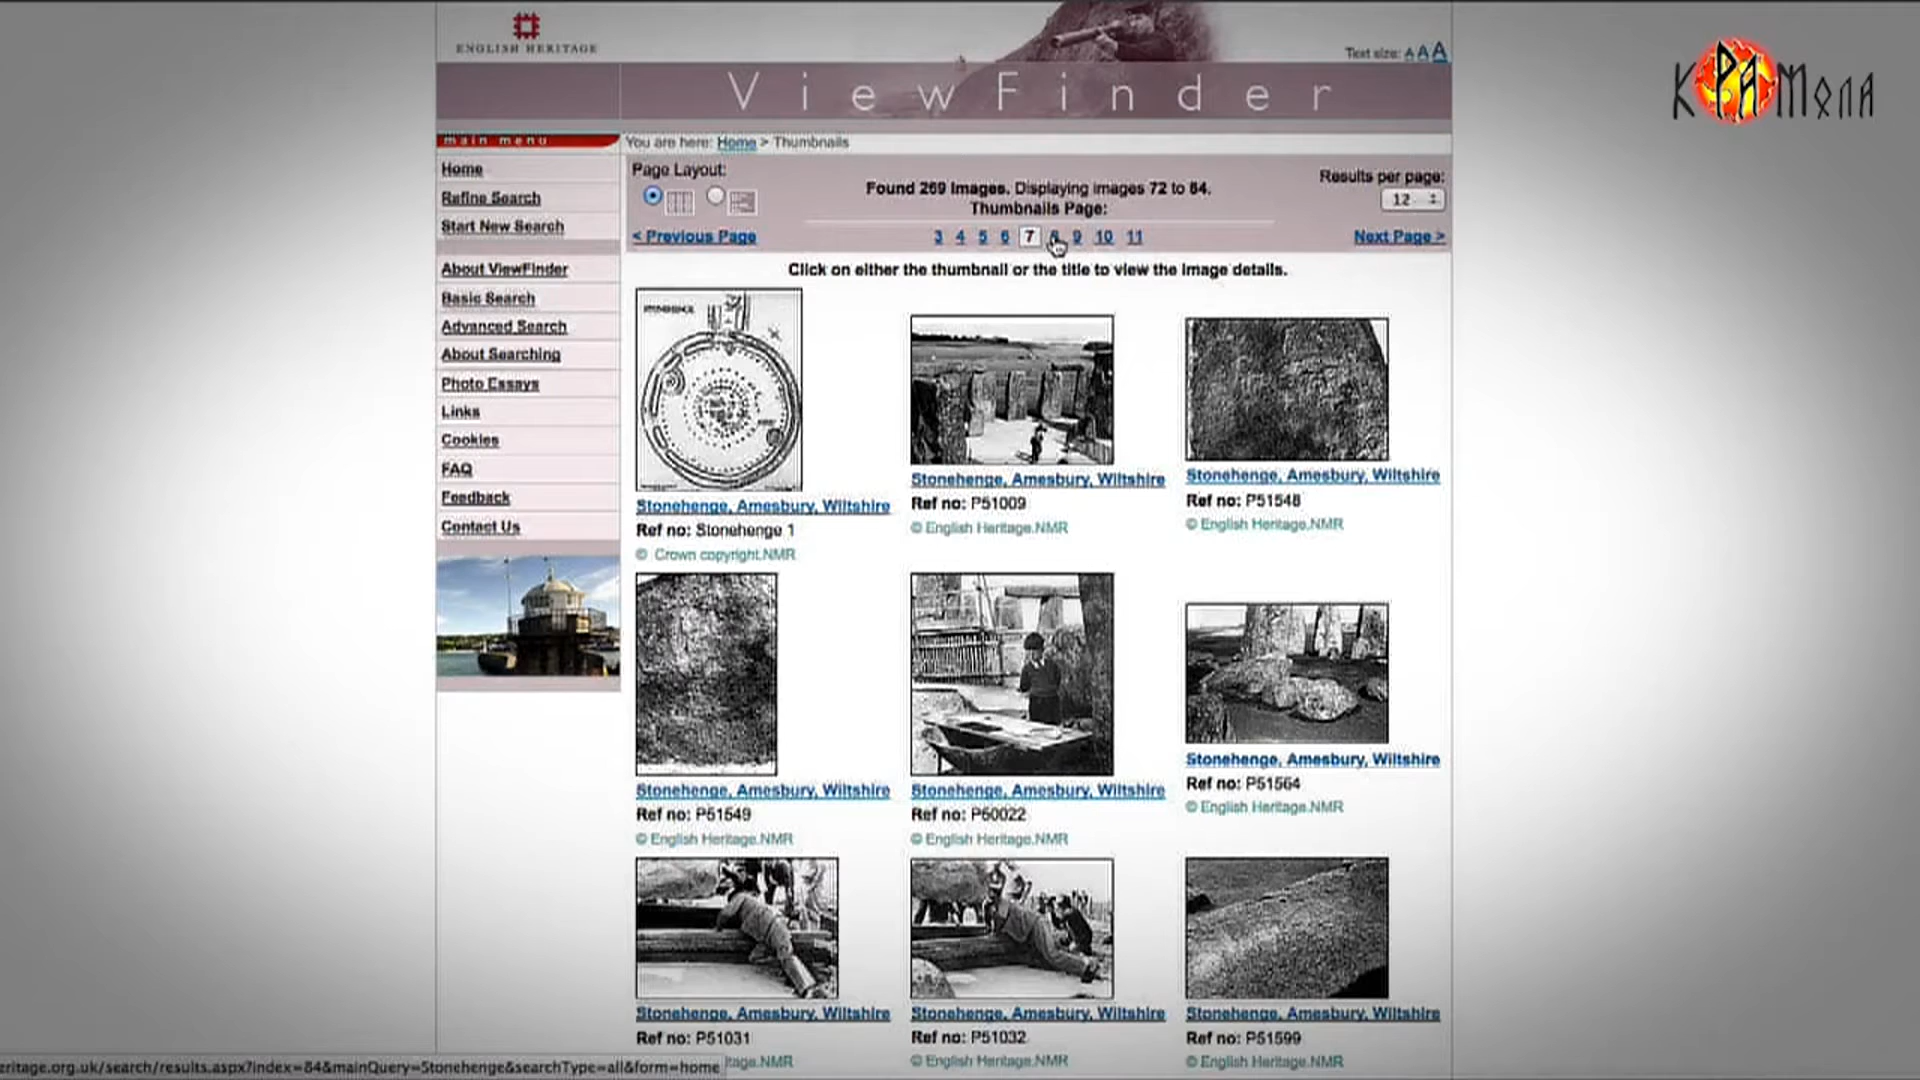 ENGLISH HERITAGE
Text size: A A A
КРАМОЛА
ViewFinder
main menu
You are here: Home > Thumbnails
Home
Refine Search
Start New Search
About ViewFinder
Basic Search
Advanced Search
About Searching
Photo Essays
Links
Cookies
FAQ
Feedback
Contact Us
Page Layout:
Found 269 Images. Displaying images 72 to 84.
Thumbnails Page:
Results per page:
12
< Previous Page
3 4 5 6 7 8 9 10 11
Next Page >
Click on either the thumbnail or the title to view the image details.
STONEHENGE
Stonehenge, Amesbury, Wiltshire
Ref no: Stonehenge 1
© Crown copyright.NMR
Stonehenge, Amesbury, Wiltshire
Ref no: P51009
© English Heritage.NMR
Stonehenge, Amesbury, Wiltshire
Ref no: P51548
© English Heritage.NMR
Stonehenge, Amesbury, Wiltshire
Ref no: P51549
© English Heritage.NMR
Stonehenge, Amesbury, Wiltshire
Ref no: P50022
© English Heritage.NMR
Stonehenge, Amesbury, Wiltshire
Ref no: P51564
© English Heritage.NMR
Stonehenge, Amesbury, Wiltshire
Ref no: P51031
itage.NMR
Stonehenge, Amesbury, Wiltshire
Ref no: P51032
© English Heritage.NMR
Stonehenge, Amesbury, Wiltshire
Ref no: P51599
© English Heritage.NMR
eritage.org.uk/search/results.aspx?index=84&mainQuery=Stonehenge&searchType=all&form=home